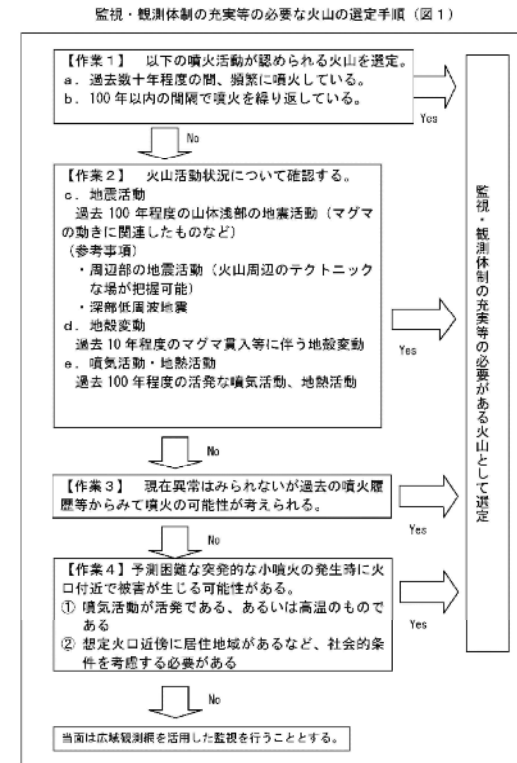 監視・観測体制の充実等の必要な火山の選定手順（図１）
【作業１】　以下の噴火活動が認められる火山を選定。
ａ．過去数十年程度の間、頻繁に噴火している。
ｂ．100 年以内の間隔で噴火を繰り返している。
Yes
No
【作業２】　火山活動状況について確認する。
ｃ．地震活動
過去 100 年程度の山体浅部の地震活動（マグマ
の動きに関連したものなど）
（参考事項）
・周辺部の地震活動（火山周辺のテクトニック
な場が把握可能）
・深部低周波地震
ｄ．地殻変動
過去 10 年程度のマグマ貫入等に伴う地殻変動
ｅ．噴気活動・地熱活動
過去 100 年程度の活発な噴気活動、地熱活動
Yes
No
【作業３】　現在異常はみられないが過去の噴火履
歴等からみて噴火の可能性が考えられる。
Yes
No
【作業４】予測困難な突発的な小噴火の発生時に火
口付近で被害が生じる可能性がある。
① 噴気活動が活発である、あるいは高温のもので
ある
② 想定火口近傍に居住地域があるなど、社会的条
件を考慮する必要がある
Yes
No
当面は広域観測網を活用した監視を行うこととする。
監視・観測体制の充実等の必要がある火山として選定